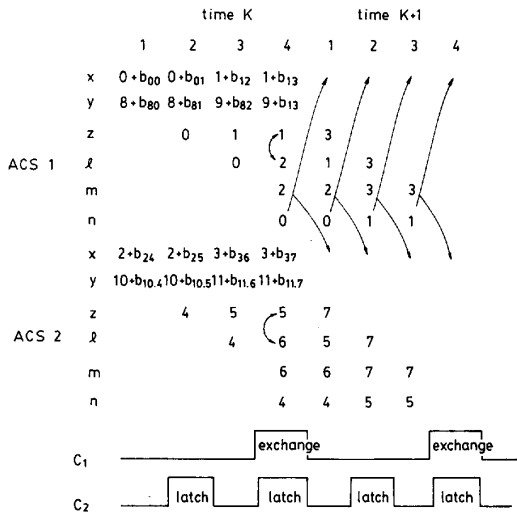 time K time K+1
1 2 3 4 1 2 3 4
x 0+b00 0+b01 1+b12 1+b13
y 8+b80 8+b81 9+b82 9+b13
z 0 1 1 3
ACS 1 ℓ 0 2 1 3
m 2 2 3 3
n 0 0 1 1
x 2+b24 2+b25 3+b36 3+b37
y 10+b10.4 10+b10.5 11+b11.6 11+b11.7
z 4 5 5 7
ACS 2 ℓ 4 6 5 7
m 6 6 7 7
n 4 4 5 5
C1 exchange exchange
C2 latch latch latch latch